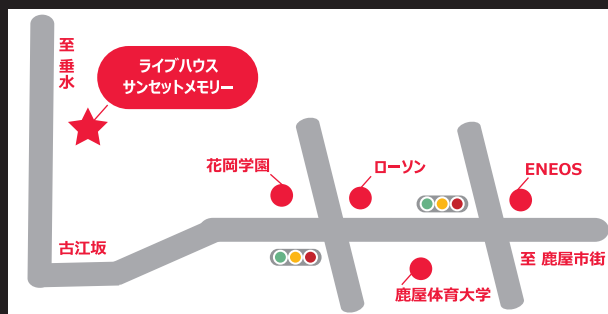 至 垂水
ライブハウス
サンセットメモリー
花岡学園
ローソン
ENEOS
古江坂
至 鹿屋市街
鹿屋体育大学